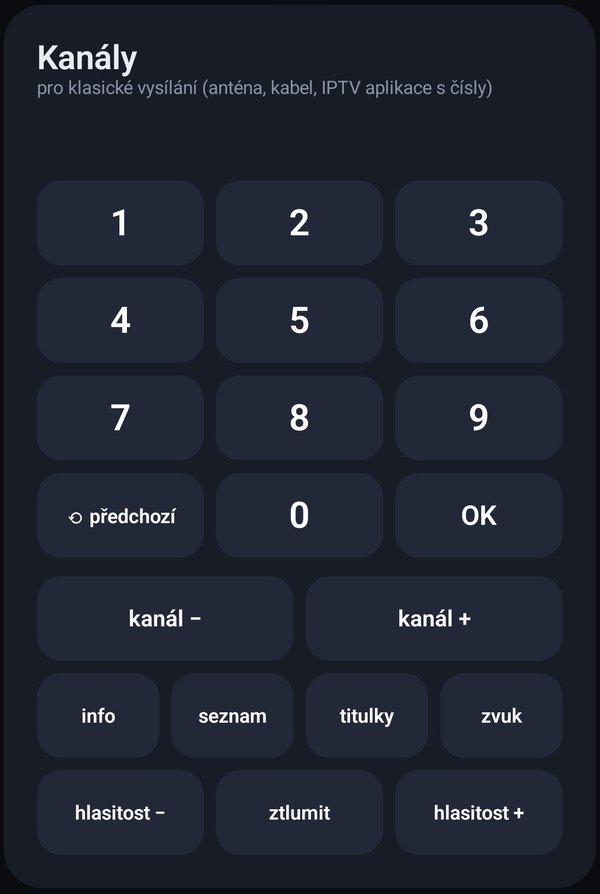 Kanály
pro klasické vysílání (anténa, kabel, IPTV aplikace s čísly)
1 2 3
4 5 6
7 8 9
⟲ předchozí 0 OK
kanál − kanál +
info seznam titulky zvuk
hlasitost − ztlumit hlasitost +